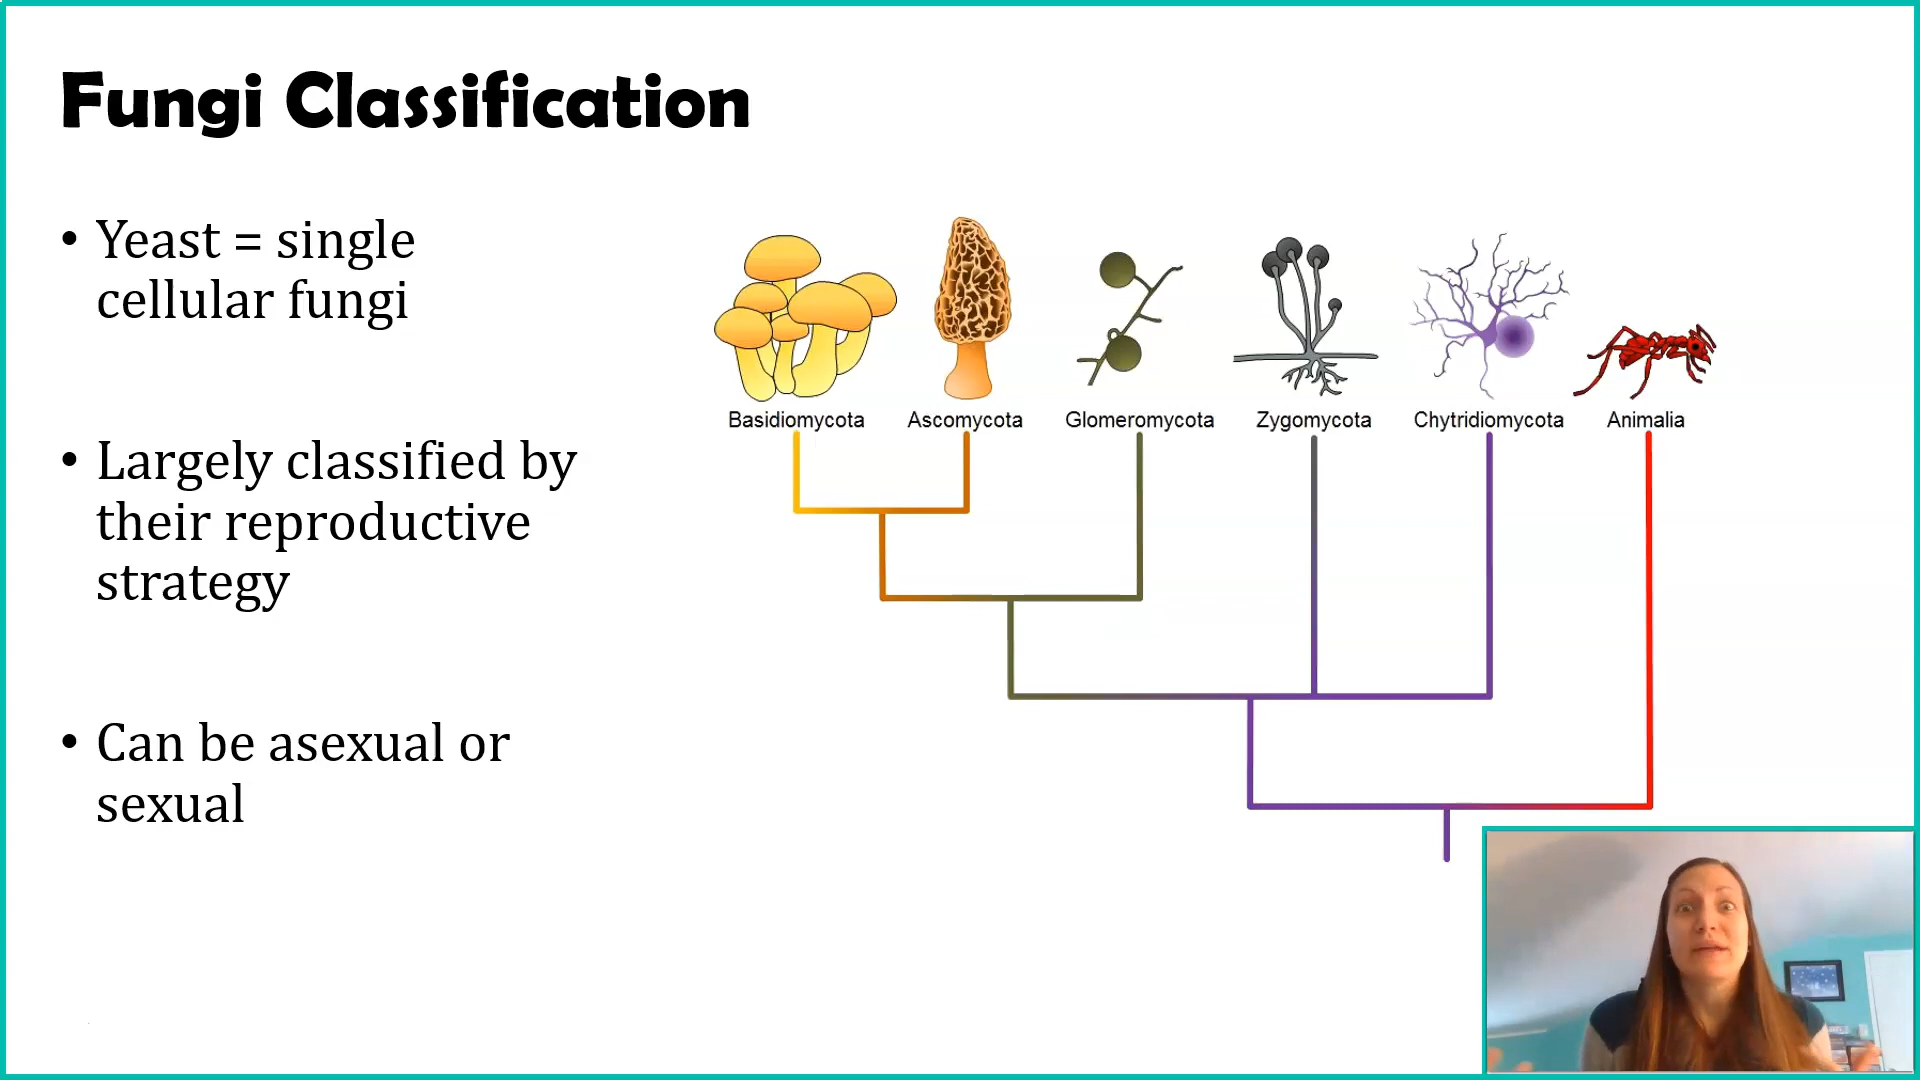 Fungi Classification
• Yeast = single
cellular fungi
• Largely classified by
their reproductive
strategy
• Can be asexual or
sexual
Basidiomycota Ascomycota Glomeromycota Zygomycota Chytridiomycota Animalia